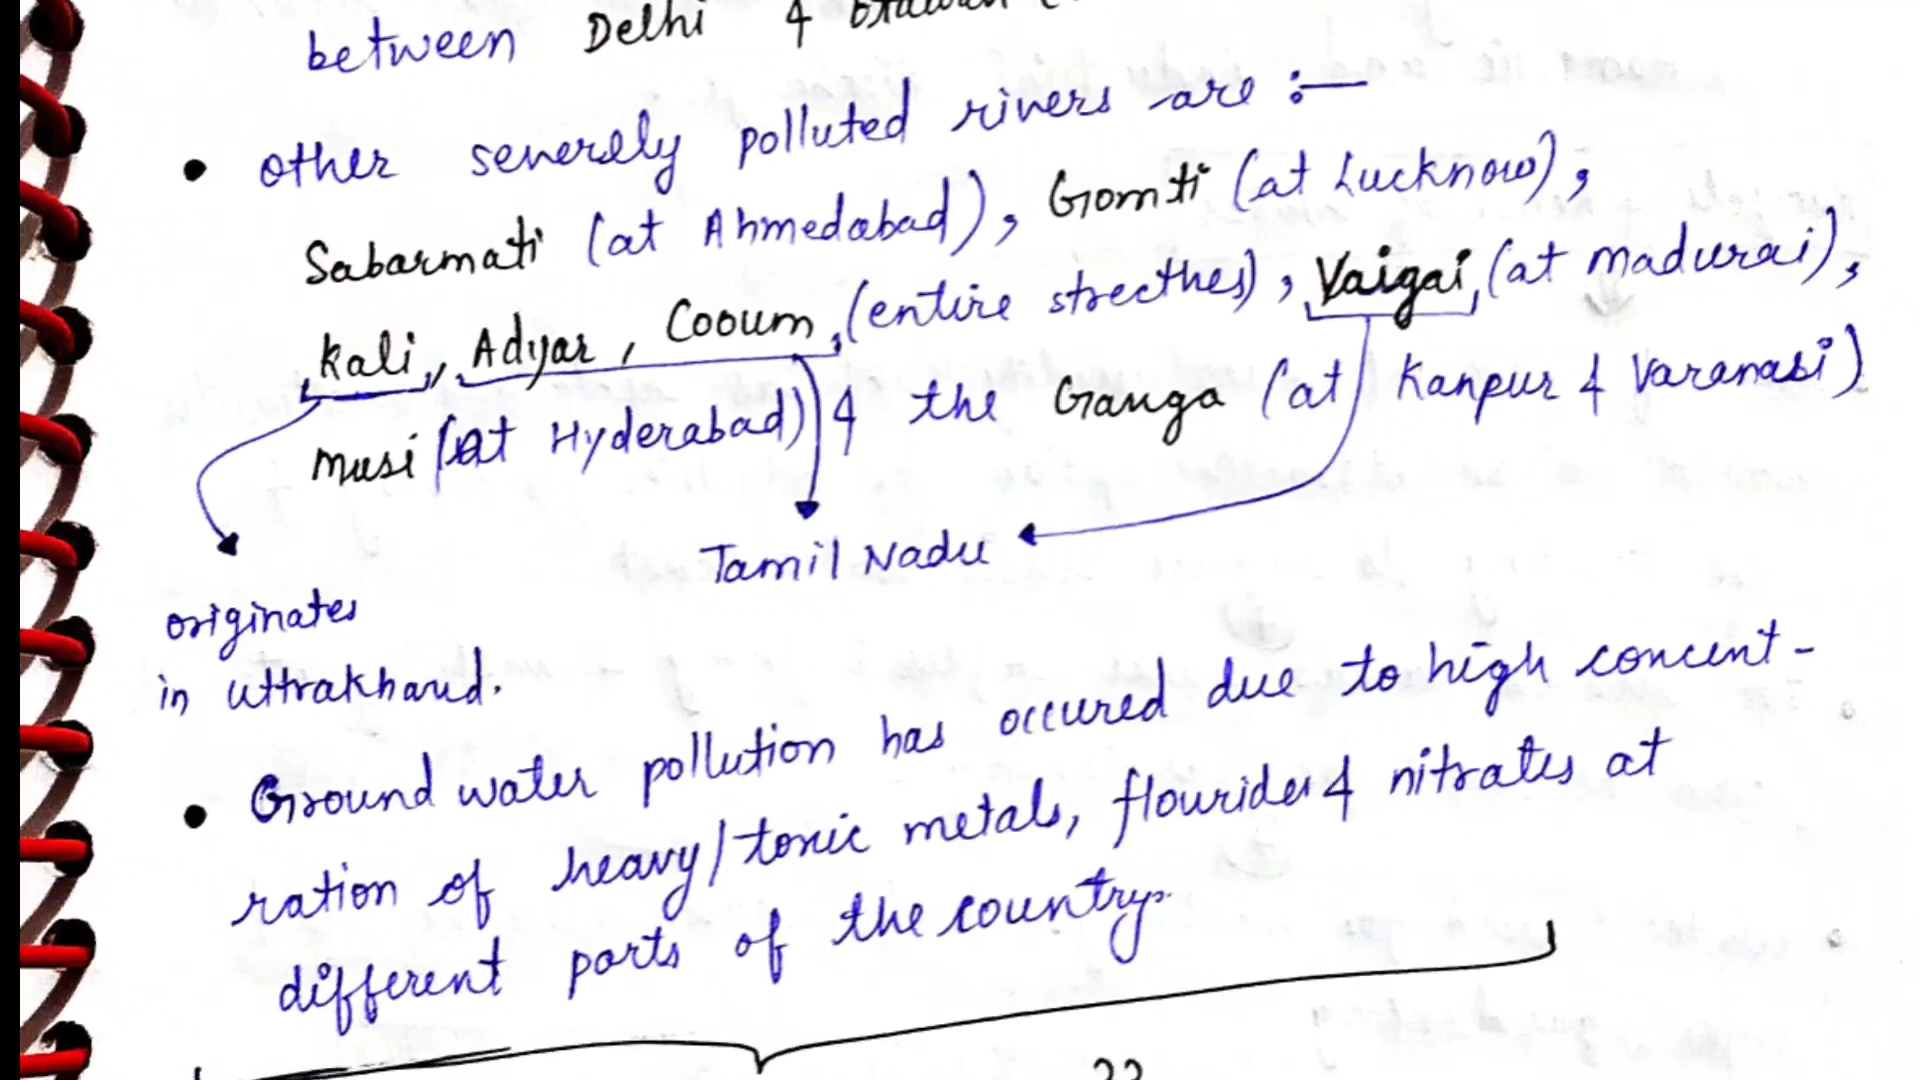 between Delhi &
• other severely polluted rivers are :—
Sabarmati (at Ahmedabad), Gomti (at Lucknow),
Kali, Adyar, Cooum, (entire strecthes), Vaigai (at Madurai),
Musi (at Hyderabad) & the Ganga (at Kanpur & Varanasi)
Tamil Nadu
originates
in uttrakhand.
• Ground water pollution has occured due to high concent-
ration of heavy/toxic metals, flourides & nitrates at
different parts of the country.